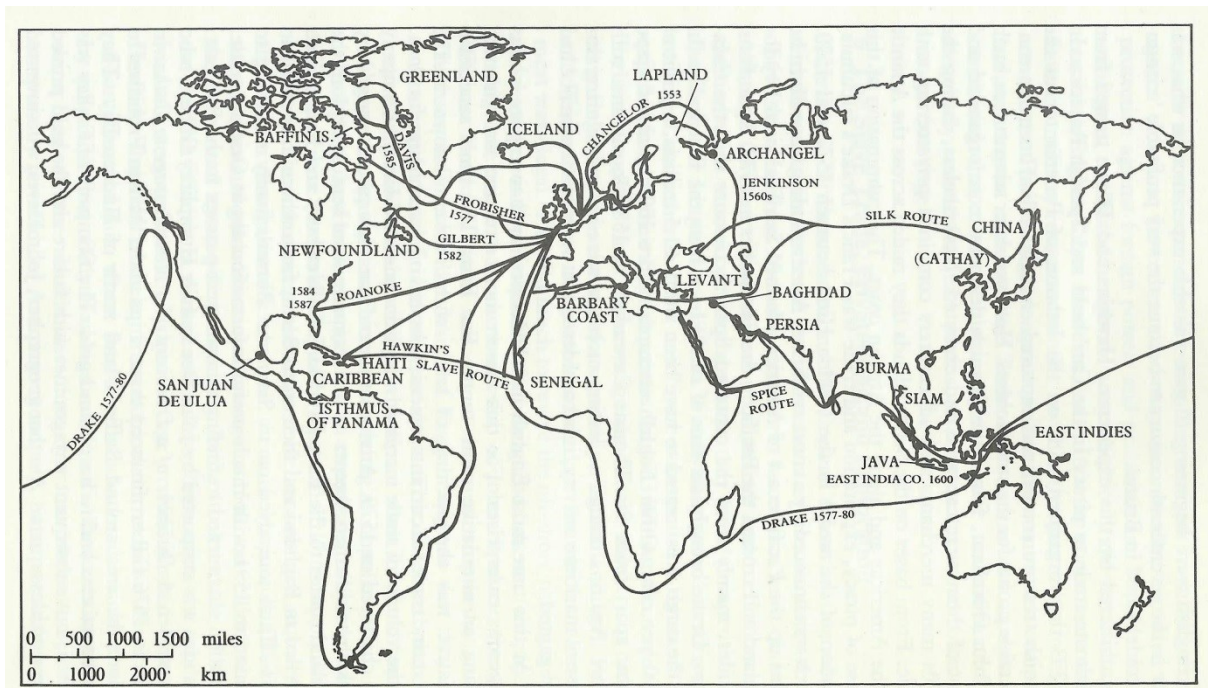 GREENLAND
LAPLAND
1553
CHANCELOR
ICELAND
BAFFIN IS.
DAVIS
1585
ARCHANGEL
JENKINSON
1560s
FROBISHER
1577
GILBERT
1582
NEWFOUNDLAND
SILK ROUTE
CHINA
(CATHAY)
LEVANT
BAGHDAD
1584
1587
ROANOKE
BARBARY
COAST
PERSIA
HAWKIN'S
SLAVE ROUTE
HAITI
CARIBBEAN
SENEGAL
BURMA
SIAM
SAN JUAN
DE ULUA
ISTHMUS
OF PANAMA
SPICE
ROUTE
DRAKE 1577-80
EAST INDIES
JAVA
EAST INDIA CO. 1600
DRAKE 1577-80
0 500 1000 1500 miles
0 1000 2000 km